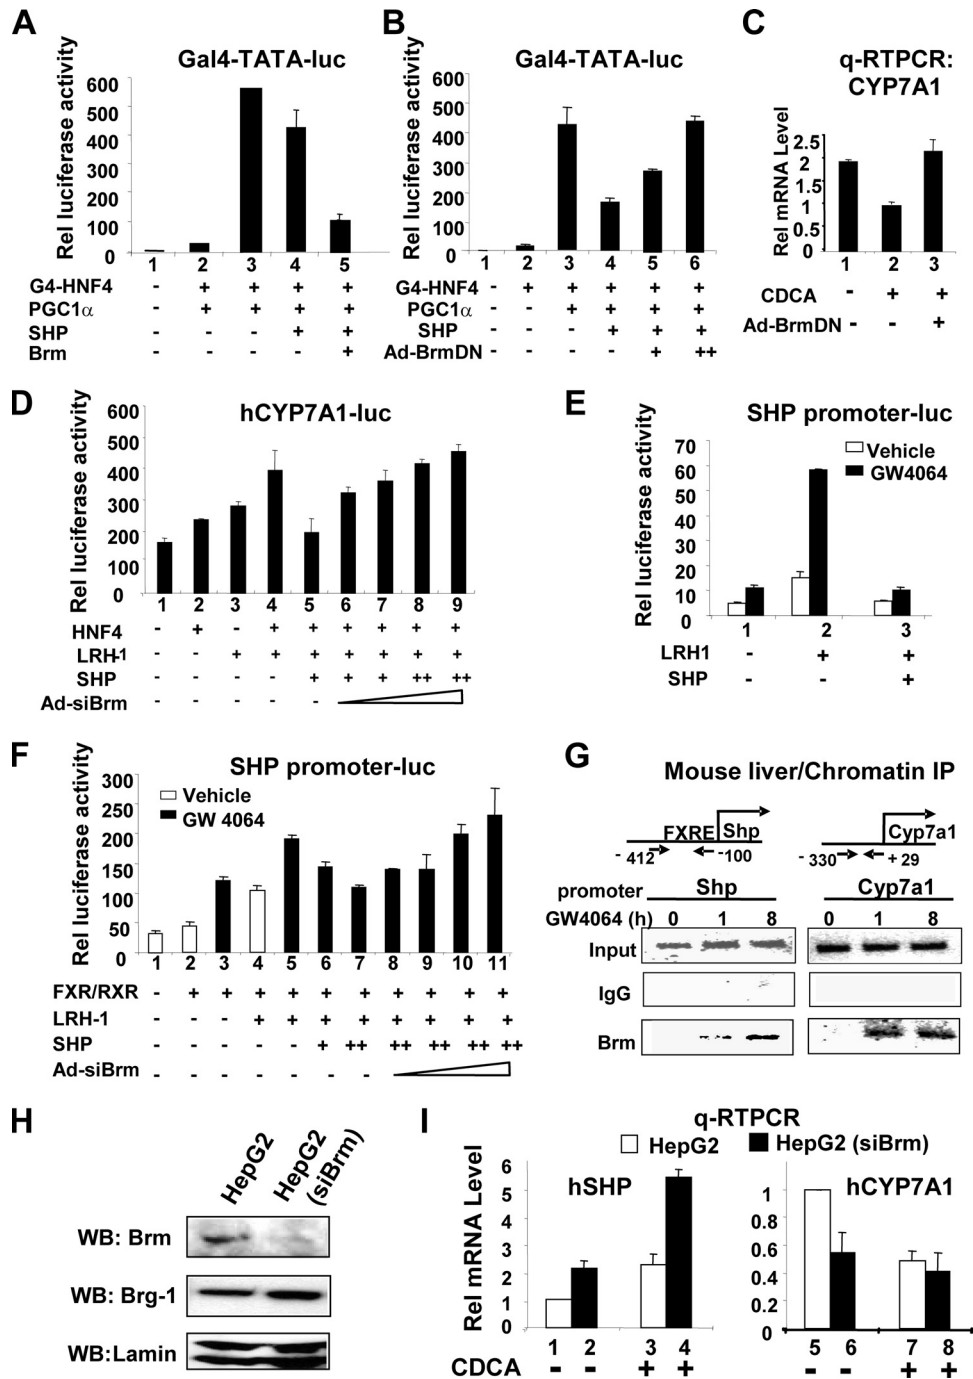 A
Gal4-TATA-luc
Rel luciferase activity
600
500
400
300
200
100
0
1 2 3 4 5
G4-HNF4 - + + + +
PGC1α - + + + +
SHP - - - + +
Brm - - - - +
B
Gal4-TATA-luc
Rel luciferase activity
600
500
400
300
200
100
0
1 2 3 4 5 6
G4-HNF4 - + + + + +
PGC1α - - + + + +
SHP - - - + + +
Ad-BrmDN - - - - + ++
C
q-RTPCR:
CYP7A1
Rel mRNA Level
2.5
2
1.5
1
0.5
0
1 2 3
CDCA - + +
Ad-BrmDN - - +
D
hCYP7A1-luc
Rel luciferase activity
600
500
400
300
200
100
0
1 2 3 4 5 6 7 8 9
HNF4 - + - + + + + + +
LRH-1 - - + + + + + + +
SHP - - - - + + + ++ ++
Ad-siBrm - - - - -
E
SHP promoter-luc
Vehicle
GW4064
Rel luciferase activity
70
60
50
40
30
20
10
0
1 2 3
LRH1 - + +
SHP - - +
F
SHP promoter-luc
Vehicle
GW 4064
Rel luciferase activity
300
250
200
150
100
50
0
1 2 3 4 5 6 7 8 9 10 11
FXR/RXR - + + + + + + + + + +
LRH-1 - - - + + + + + + + +
SHP - - - - - + ++ ++ ++ ++ ++
Ad-siBrm - - - - - - -
G
Mouse liver/Chromatin IP
FXRE Shp
- 412 -100
Cyp7a1
- 330 + 29
promoter Shp Cyp7a1
GW4064 (h) 0 1 8 0 1 8
Input
IgG
Brm
H
HepG2
HepG2
(siBrm)
WB: Brm
WB: Brg-1
WB:Lamin
I
q-RTPCR
HepG2 HepG2 (siBrm)
hSHP
Rel mRNA Level
6
5
4
2
1
0
1 2 3 4
CDCA - - + +
hCYP7A1
1
0.8
0.6
0.4
0.2
0
5 6 7 8
- - + +